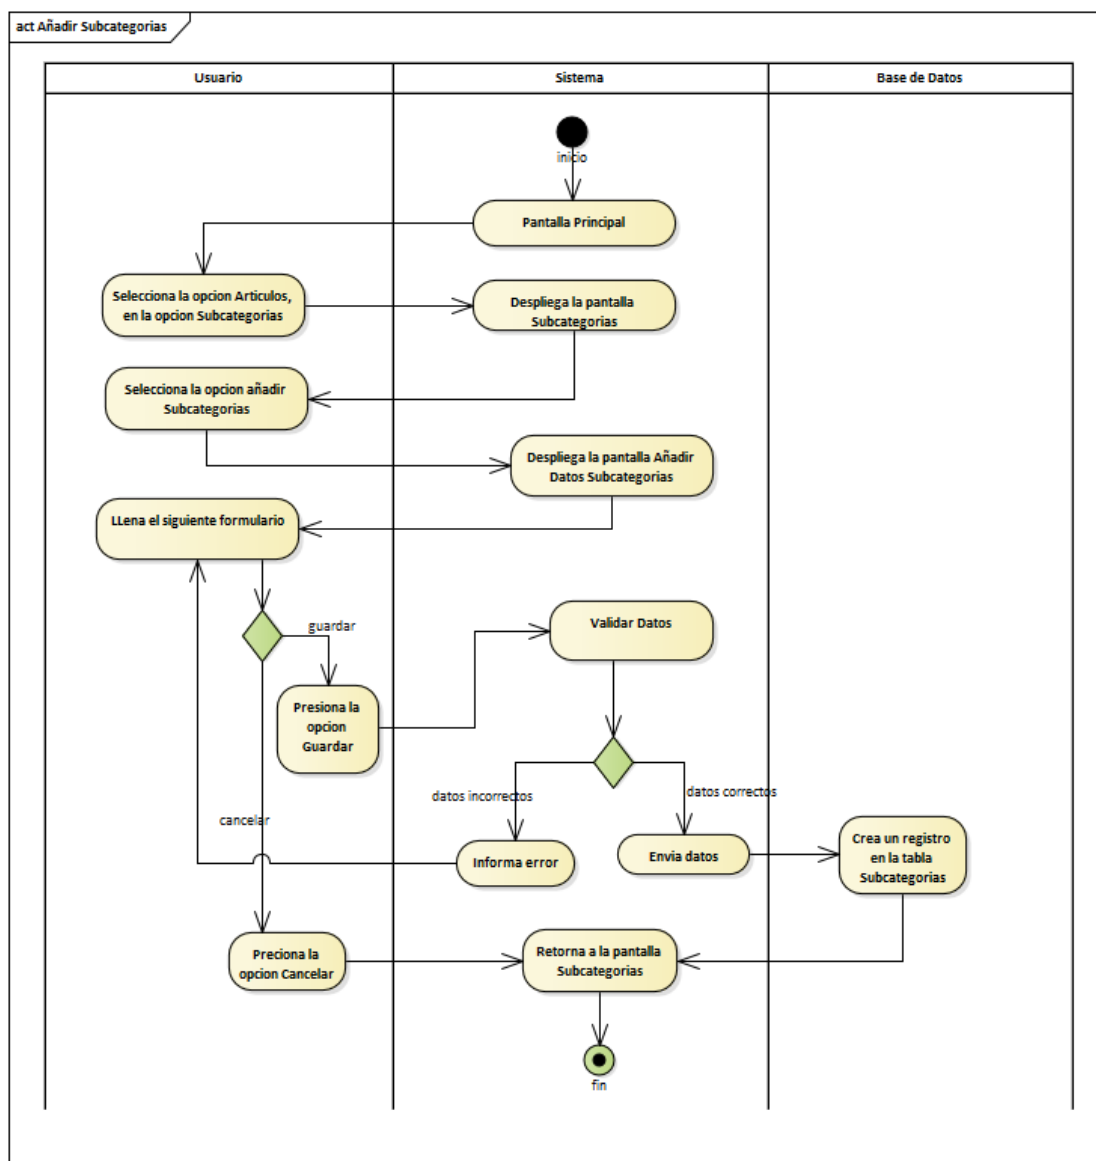 act Añadir Subcategorias
Usuario
Sistema
Base de Datos
inicio
Pantalla Principal
Selecciona la opcion Articulos,
en la opcion Subcategorias
Despliega la pantalla
Subcategorias
Selecciona la opcion añadir
Subcategorias
Despliega la pantalla Añadir
Datos Subcategorias
LLena el siguiente formulario
guardar
Validar Datos
Presiona la
opcion
Guardar
datos incorrectos
datos correctos
cancelar
Informa error
Envia datos
Crea un registro
en la tabla
Subcategorias
Preciona la
opcion Cancelar
Retorna a la pantalla
Subcategorias
fin